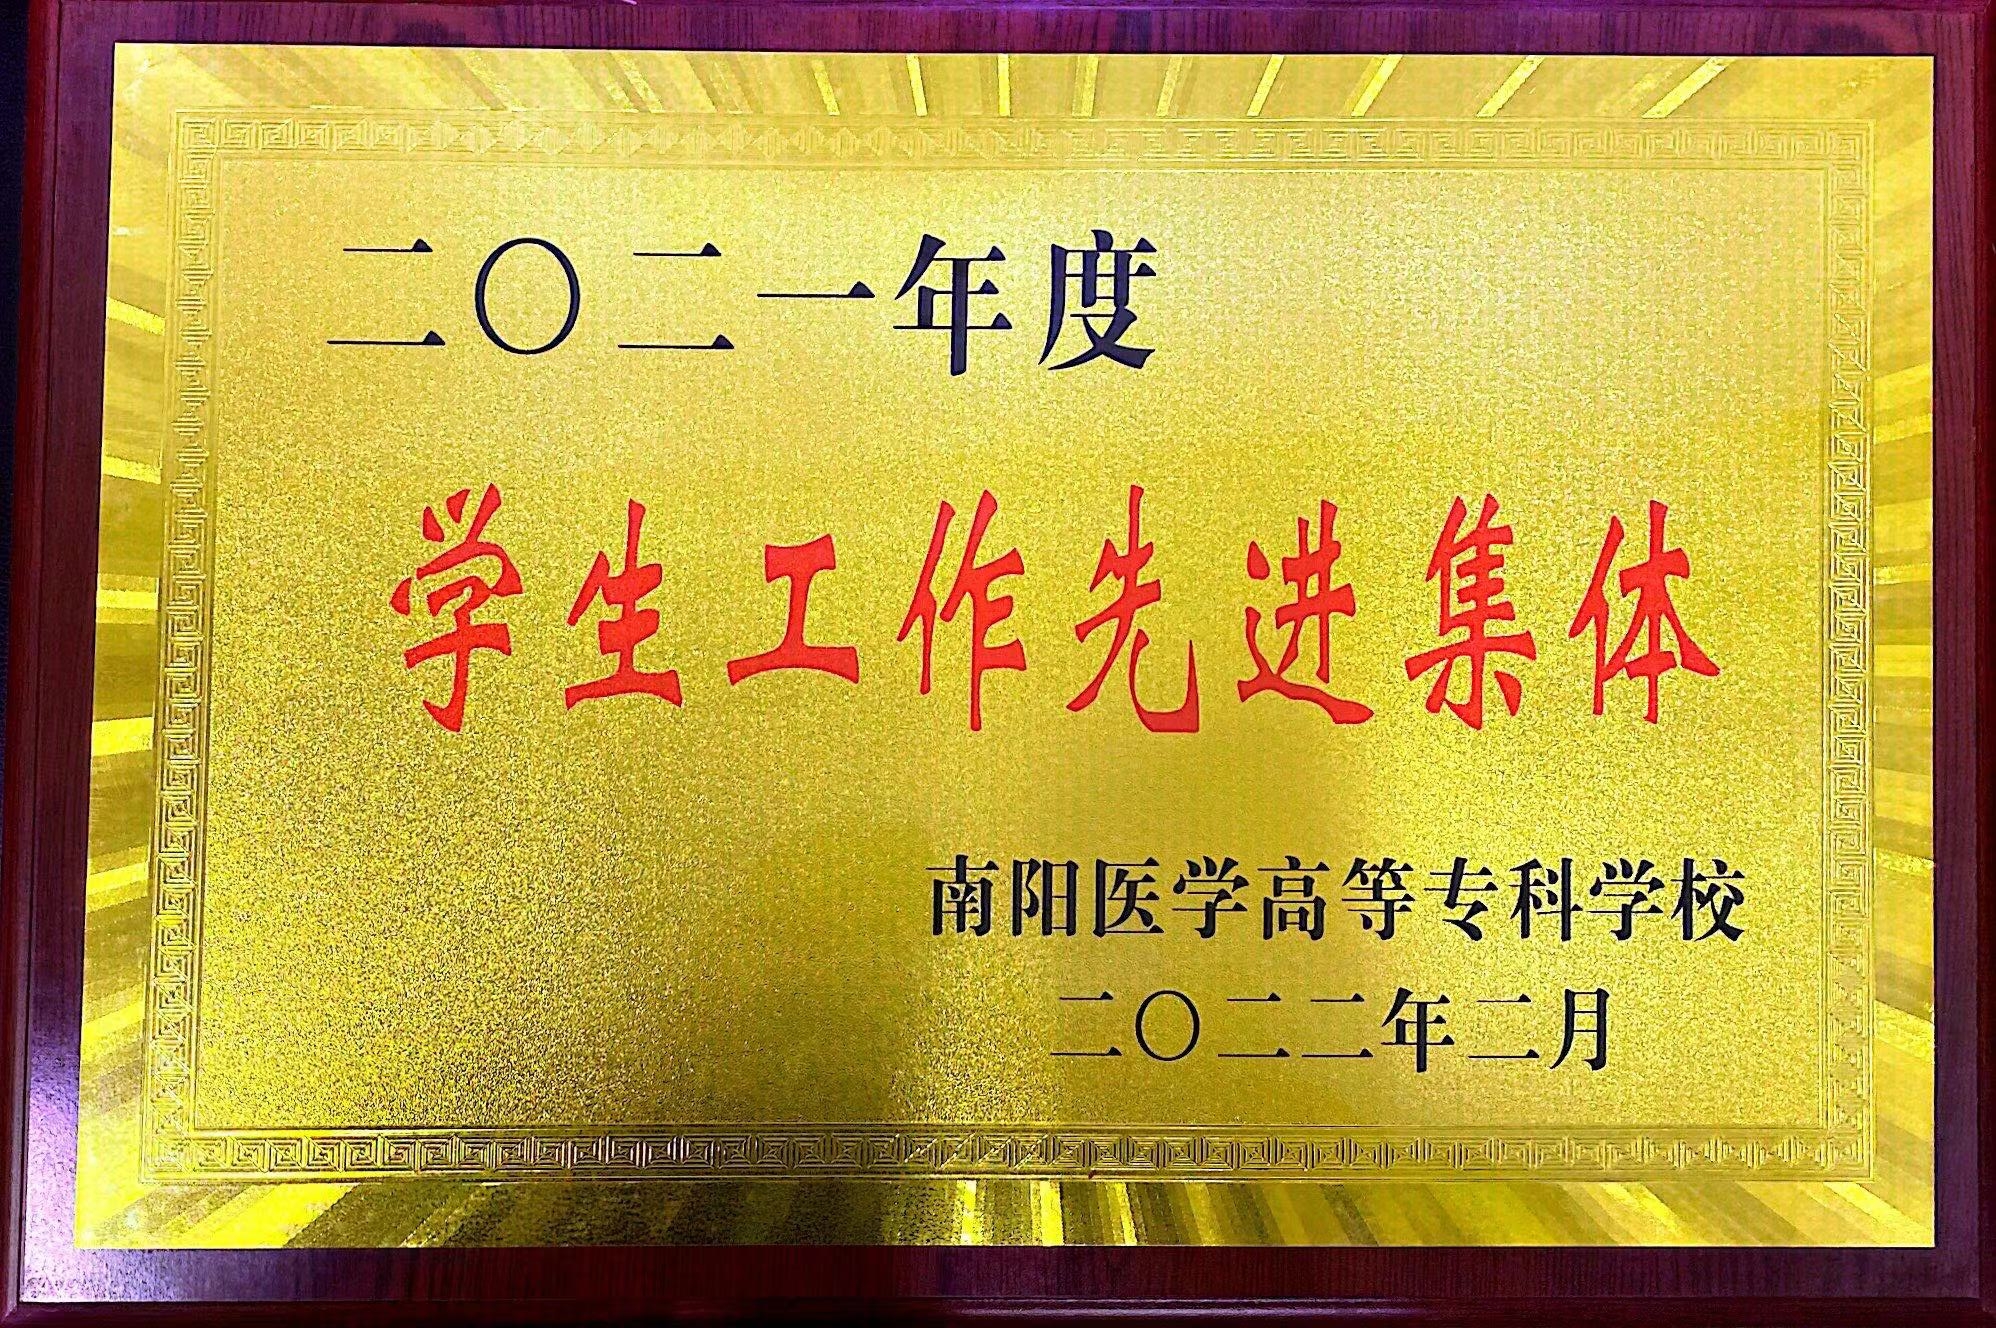 二〇二一年度
学生工作先进集体
南阳医学高等专科学校
二〇二二年二月